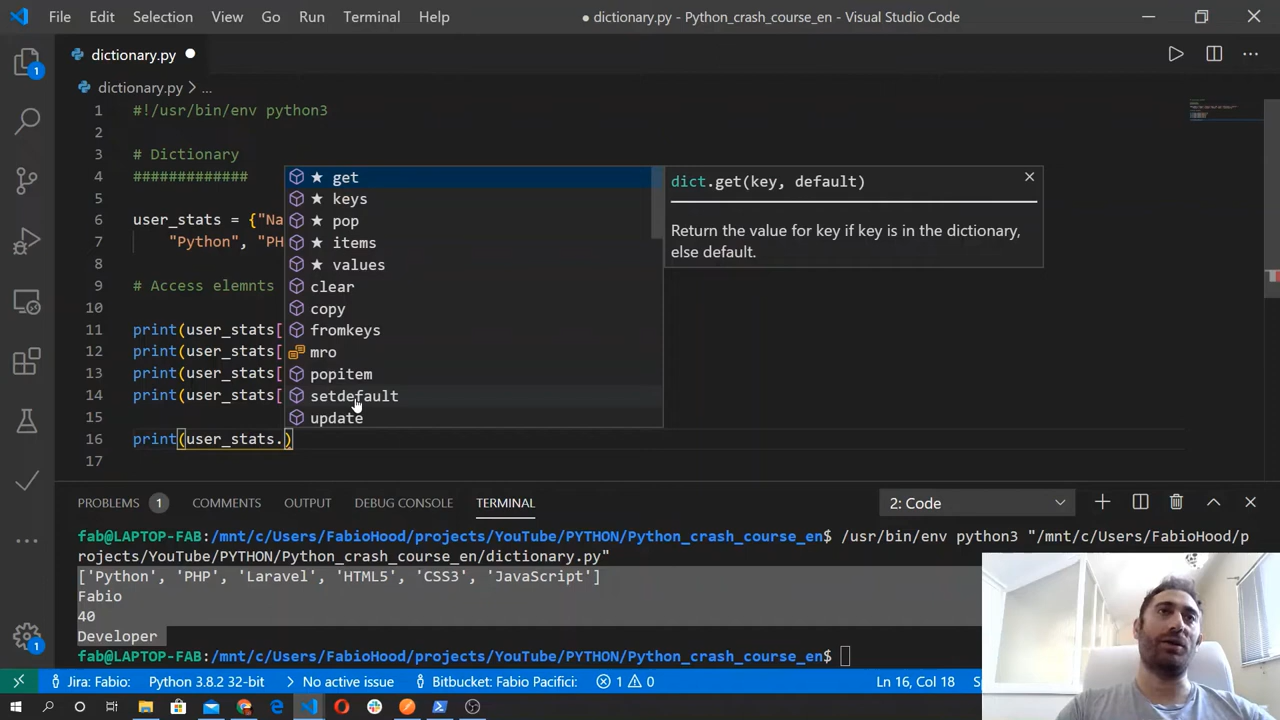 File Edit Selection View Go Run Terminal Help
● dictionary.py - Python_crash_course_en - Visual Studio Code
dictionary.py ●
dictionary.py > ...
1 #!/usr/bin/env python3
2
3 # Dictionary
4 #############
5
6 user_stats = {"Na
7 "Python", "PH
8
9 # Access elemnts
10
11 print(user_stats[
12 print(user_stats[
13 print(user_stats[
14 print(user_stats[
15
16 print(user_stats.)
17
★ get
★ keys
★ pop
★ items
★ values
clear
copy
fromkeys
mro
popitem
setdefault
update
dict.get(key, default)
Return the value for key if key is in the dictionary,
else default.
1
1
PROBLEMS 1 COMMENTS OUTPUT DEBUG CONSOLE TERMINAL 2: Code
fab@LAPTOP-FAB:/mnt/c/Users/FabioHood/projects/YouTube/PYTHON/Python_crash_course_en$ /usr/bin/env python3 "/mnt/c/Users/FabioHood/p
rojects/YouTube/PYTHON/Python_crash_course_en/dictionary.py"
['Python', 'PHP', 'Laravel', 'HTML5', 'CSS3', 'JavaScript']
Fabio
40
Developer
fab@LAPTOP-FAB:/mnt/c/Users/FabioHood/projects/YouTube/PYTHON/Python_crash_course_en$
Jira: Fabio: Python 3.8.2 32-bit No active issue Bitbucket: Fabio Pacifici: 1 0 Ln 16, Col 18